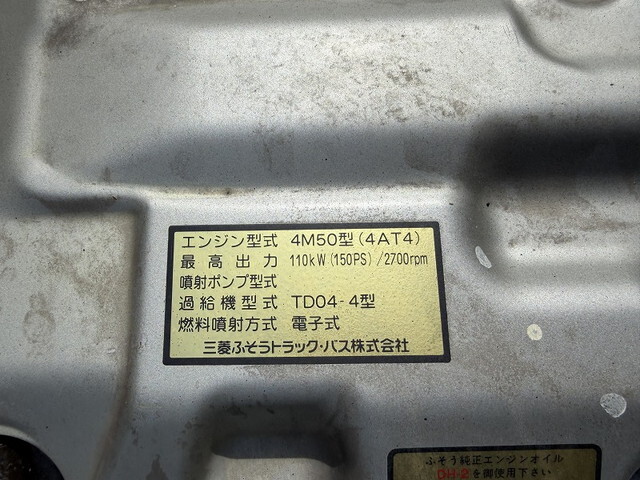 エンジン型式 4M50型(4AT4)
最高出力 110kW(150PS)/2700rpm
噴射ポンプ型式
過給機型式 TD04-4型
燃料噴射方式 電子式
三菱ふそうトラック・バス株式会社
ふそう純正エンジンオイル
DH-2を御使用下さい